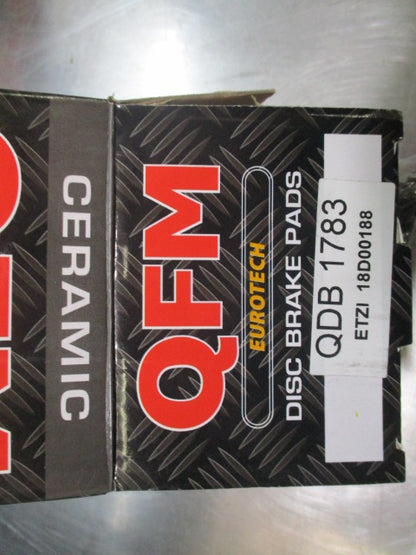 CERAMIC
QFM
EUROTECH
DISC BRAKE PADS
QDB 1783
ETZI 18D00188